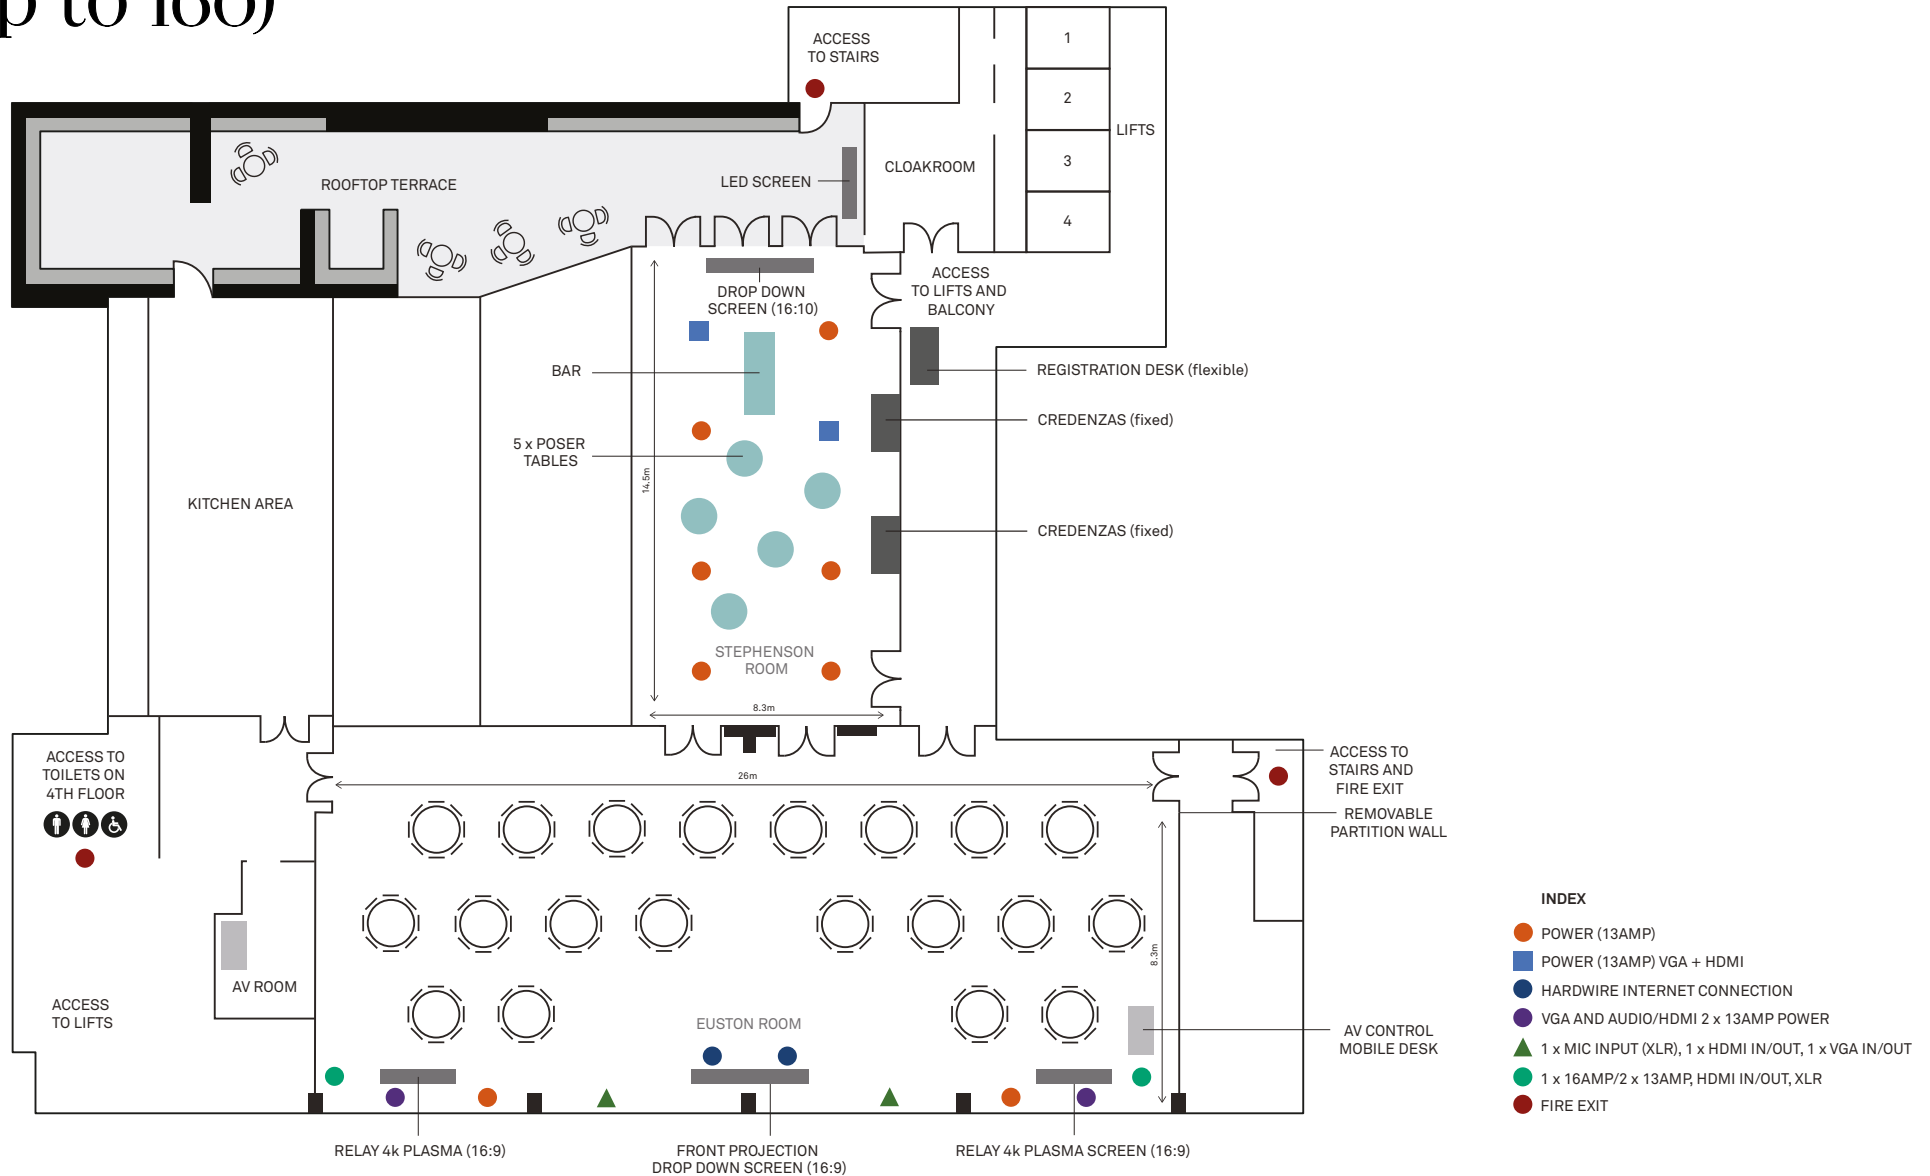 p to 180)
ACCESS
TO STAIRS
1
2
3
4
LIFTS
CLOAKROOM
LED SCREEN
ROOFTOP TERRACE
ACCESS
TO LIFTS AND
BALCONY
DROP DOWN
SCREEN (16:10)
BAR
REGISTRATION DESK (flexible)
CREDENZAS (fixed)
5 x POSER
TABLES
14.5m
KITCHEN AREA
CREDENZAS (fixed)
STEPHENSON
ROOM
8.3m
ACCESS TO
TOILETS ON
4TH FLOOR
26m
ACCESS TO
STAIRS AND
FIRE EXIT
REMOVABLE
PARTITION WALL
8.3m
AV ROOM
ACCESS
TO LIFTS
EUSTON ROOM
AV CONTROL
MOBILE DESK
RELAY 4k PLASMA (16:9)
FRONT PROJECTION
DROP DOWN SCREEN (16:9)
RELAY 4k PLASMA SCREEN (16:9)
INDEX
POWER (13AMP)
POWER (13AMP) VGA + HDMI
HARDWIRE INTERNET CONNECTION
VGA AND AUDIO/HDMI 2 x 13AMP POWER
1 x MIC INPUT (XLR), 1 x HDMI IN/OUT, 1 x VGA IN/OUT
1 x 16AMP/2 x 13AMP, HDMI IN/OUT, XLR
FIRE EXIT